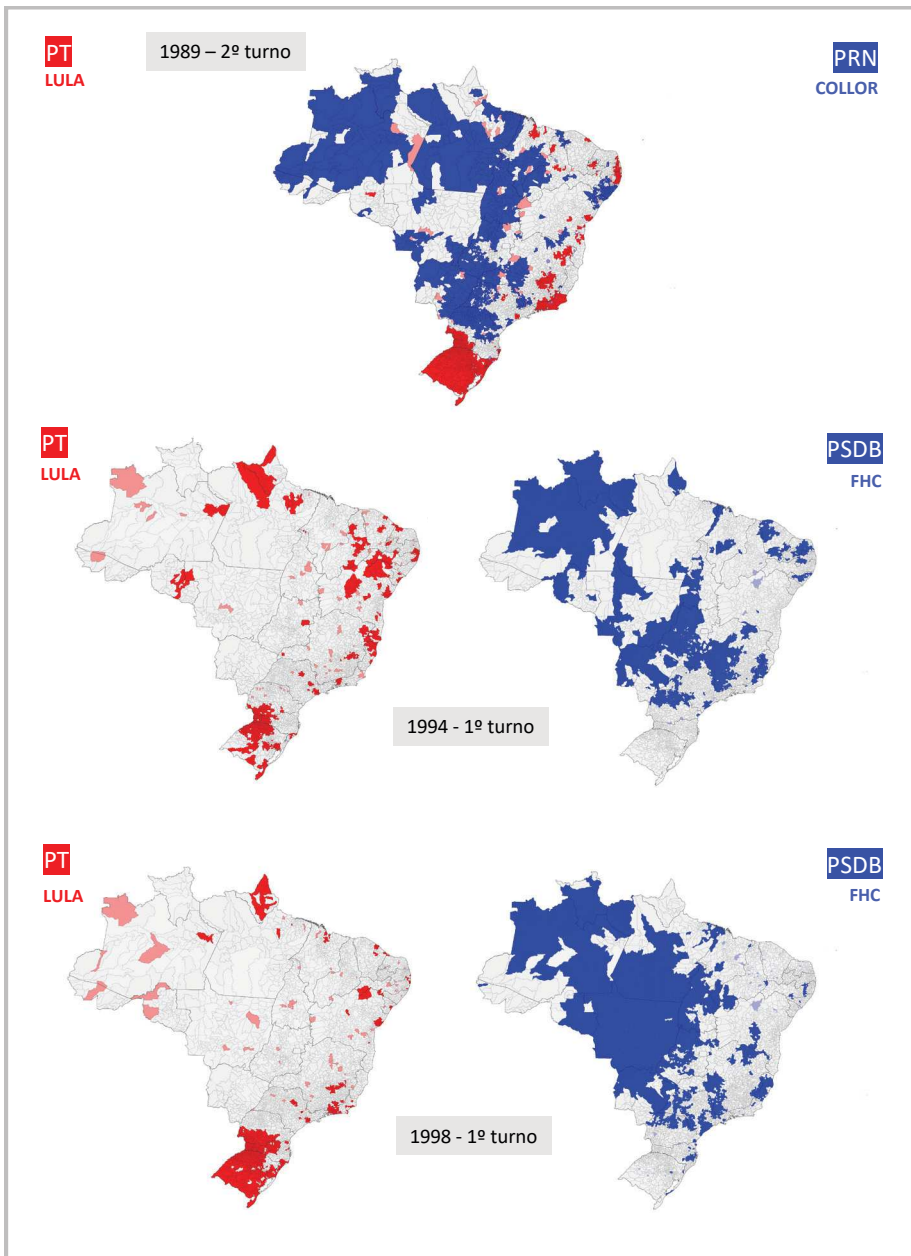 PT
LULA
1989 – 2º turno
PRN
COLLOR
PT
LULA
PSDB
FHC
1994 - 1º turno
PT
LULA
PSDB
FHC
1998 - 1º turno